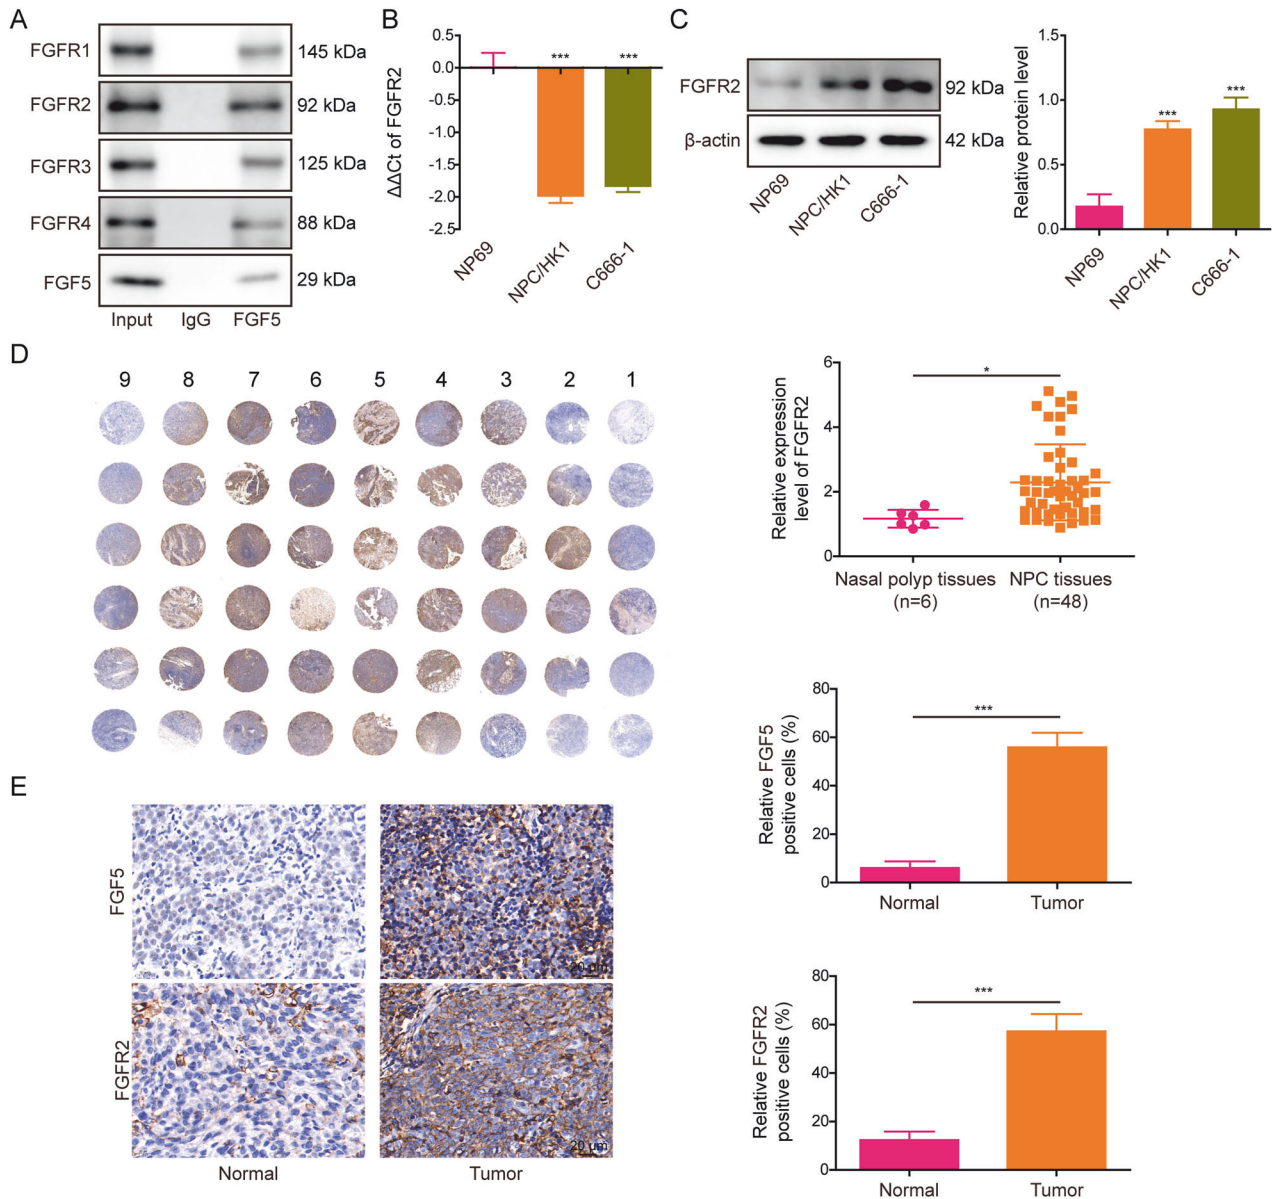 A
FGFR1
145 kDa
FGFR2
92 kDa
FGFR3
125 kDa
FGFR4
88 kDa
FGF5
29 kDa
Input
IgG
FGF5
B
ΔΔCt of FGFR2
0.5
0.0
-0.5
-1.0
-1.5
-2.0
-2.5
***
***
NP69
NPC/HK1
C666-1
C
FGFR2
92 kDa
β-actin
42 kDa
NP69
NPC/HK1
C666-1
Relative protein level
1.5
1.0
0.5
0.0
***
***
NP69
NPC/HK1
C666-1
D
9 8 7 6 5 4 3 2 1
Relative expression
level of FGFR2
6
4
2
0
*
Nasal polyp tissues
(n=6)
NPC tissues
(n=48)
E
FGF5
20 μm
FGFR2
20 μm
Normal
Tumor
Relative FGF5
positive cells (%)
80
60
40
20
0
***
Normal
Tumor
Relative FGFR2
positive cells (%)
80
60
40
20
0
***
Normal
Tumor